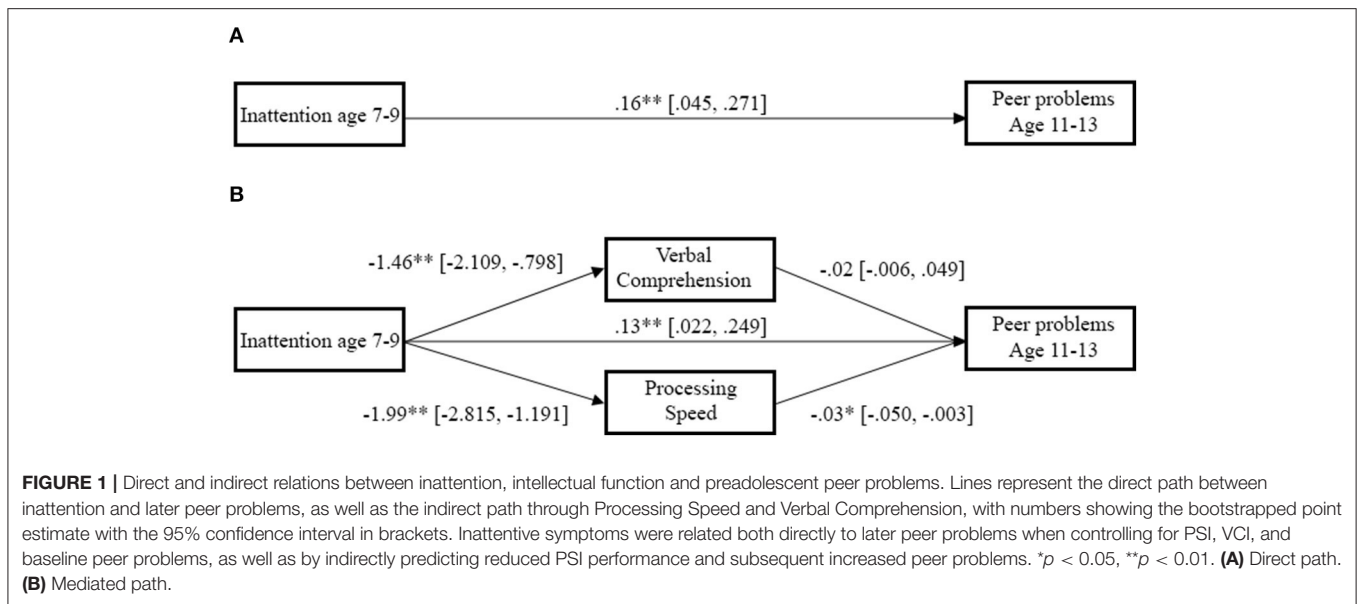 A
Inattention age 7-9
.16** [.045, .271]
Peer problems
Age 11-13
B
Verbal
Comprehension
-1.46** [-2.109, -.798]
-.02 [-.006, .049]
Inattention age 7-9
.13** [.022, .249]
Peer problems
Age 11-13
Processing
Speed
-1.99** [-2.815, -1.191]
-.03* [-.050, -.003]
FIGURE 1 | Direct and indirect relations between inattention, intellectual function and preadolescent peer problems. Lines represent the direct path between
inattention and later peer problems, as well as the indirect path through Processing Speed and Verbal Comprehension, with numbers showing the bootstrapped point
estimate with the 95% confidence interval in brackets. Inattentive symptoms were related both directly to later peer problems when controlling for PSI, VCI, and
baseline peer problems, as well as by indirectly predicting reduced PSI performance and subsequent increased peer problems. *p < 0.05, **p < 0.01. (A) Direct path.
(B) Mediated path.